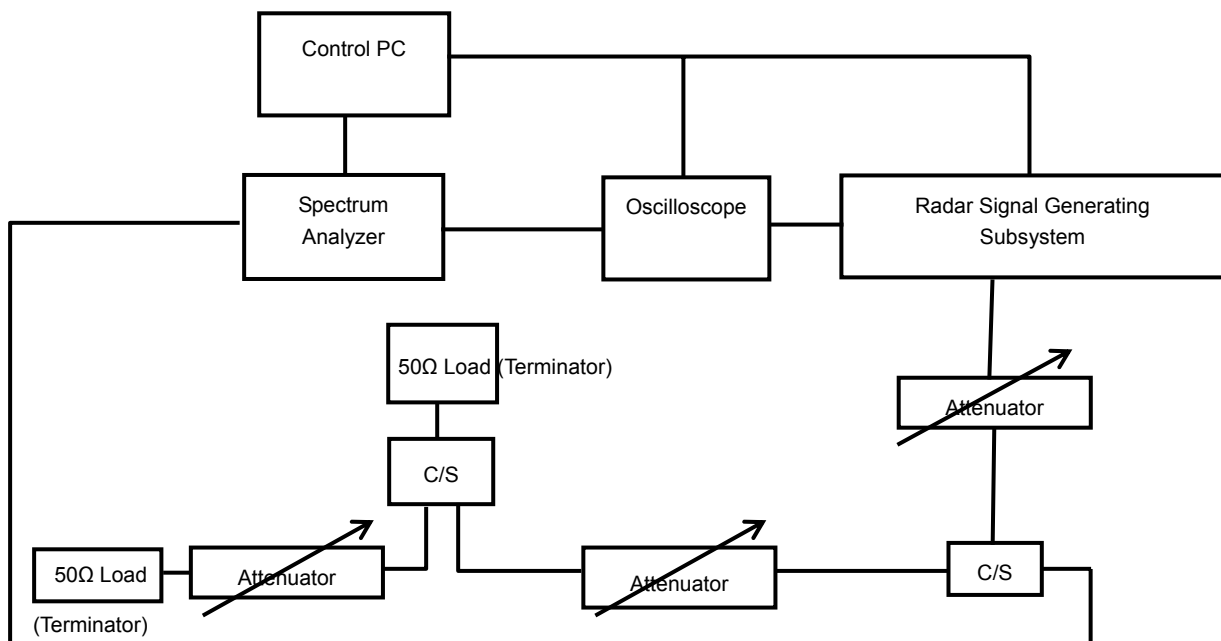 Control PC
Spectrum
Analyzer
Oscilloscope
Radar Signal Generating
Subsystem
50Ω Load (Terminator)
Attenuator
C/S
50Ω Load
(Terminator)
Attenuator
Attenuator
C/S